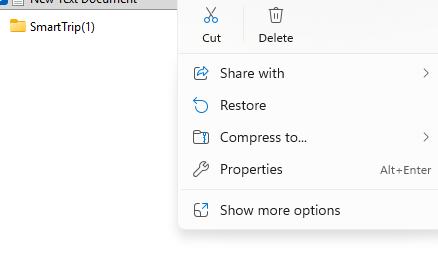 New Text Document
SmartTrip(1)
Cut
Delete
Share with
Restore
Compress to...
Properties Alt+Enter
Show more options